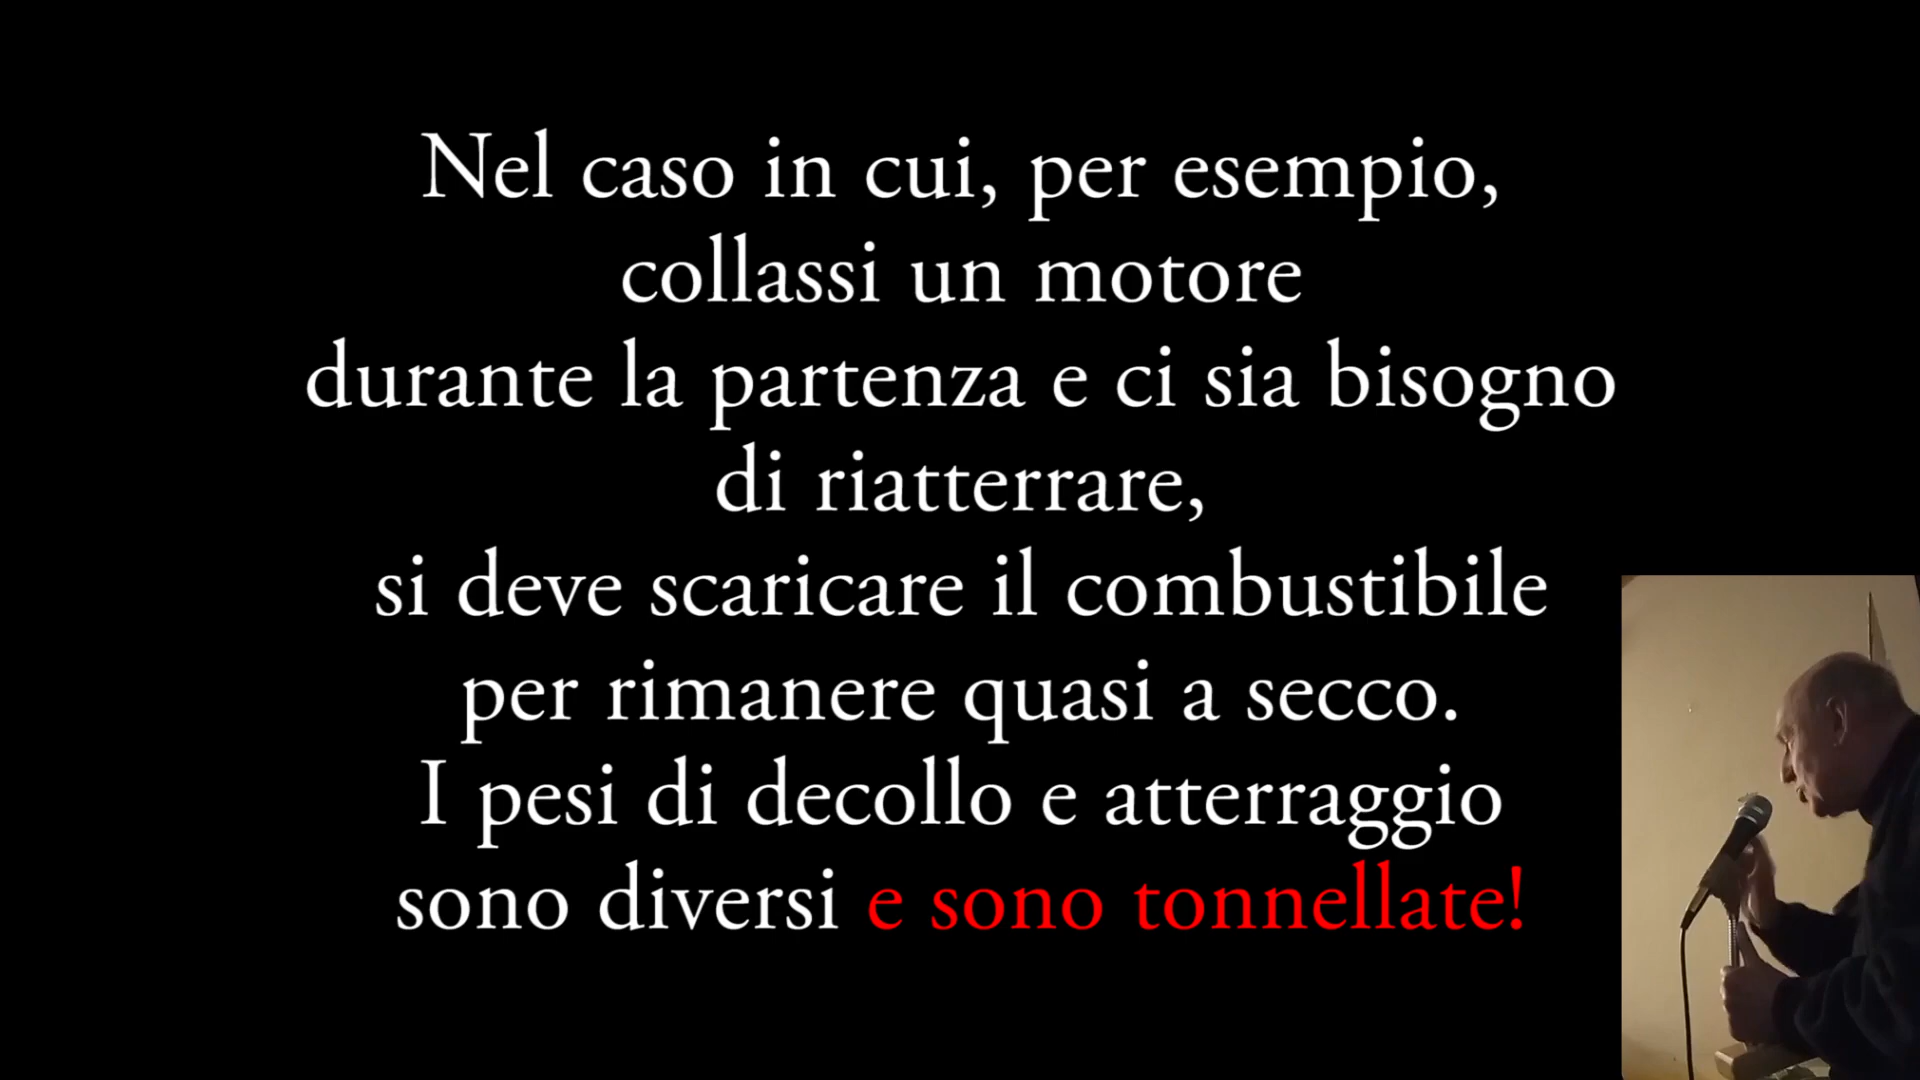 Nel caso in cui, per esempio,
collassi un motore
durante la partenza e ci sia bisogno
di riatterrare,
si deve scaricare il combustibile
per rimanere quasi a secco.
I pesi di decollo e atterraggio
sono diversi e sono tonnellate!